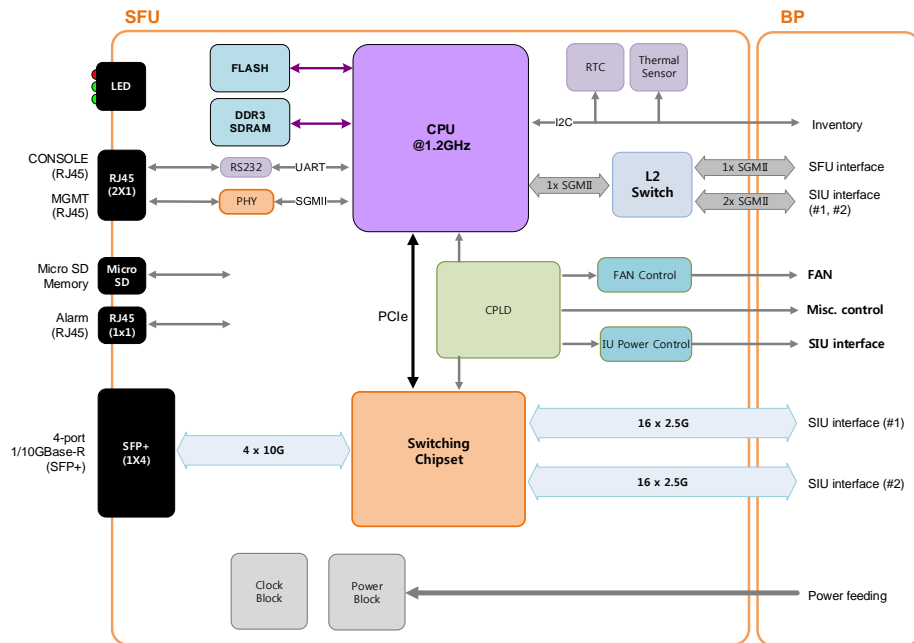 SFU
BP
LED
FLASH
DDR3
SDRAM
CPU
@1.2GHz
RTC
Thermal
Sensor
I2C
Inventory
CONSOLE
(RJ45)
MGMT
(RJ45)
RJ45
(2X1)
RS232
UART
PHY
SGMII
1x SGMII
L2
Switch
1x SGMII
SFU interface
2x SGMII
SIU interface
(#1, #2)
Micro SD
Memory
Micro
SD
Alarm
(RJ45)
RJ45
(1x1)
PCIe
CPLD
FAN Control
FAN
Misc. control
IU Power Control
SIU interface
4-port
1/10GBase-R
(SFP+)
SFP+
(1X4)
4 x 10G
Switching
Chipset
16 x 2.5G
SIU interface (#1)
16 x 2.5G
SIU interface (#2)
Clock
Block
Power
Block
Power feeding